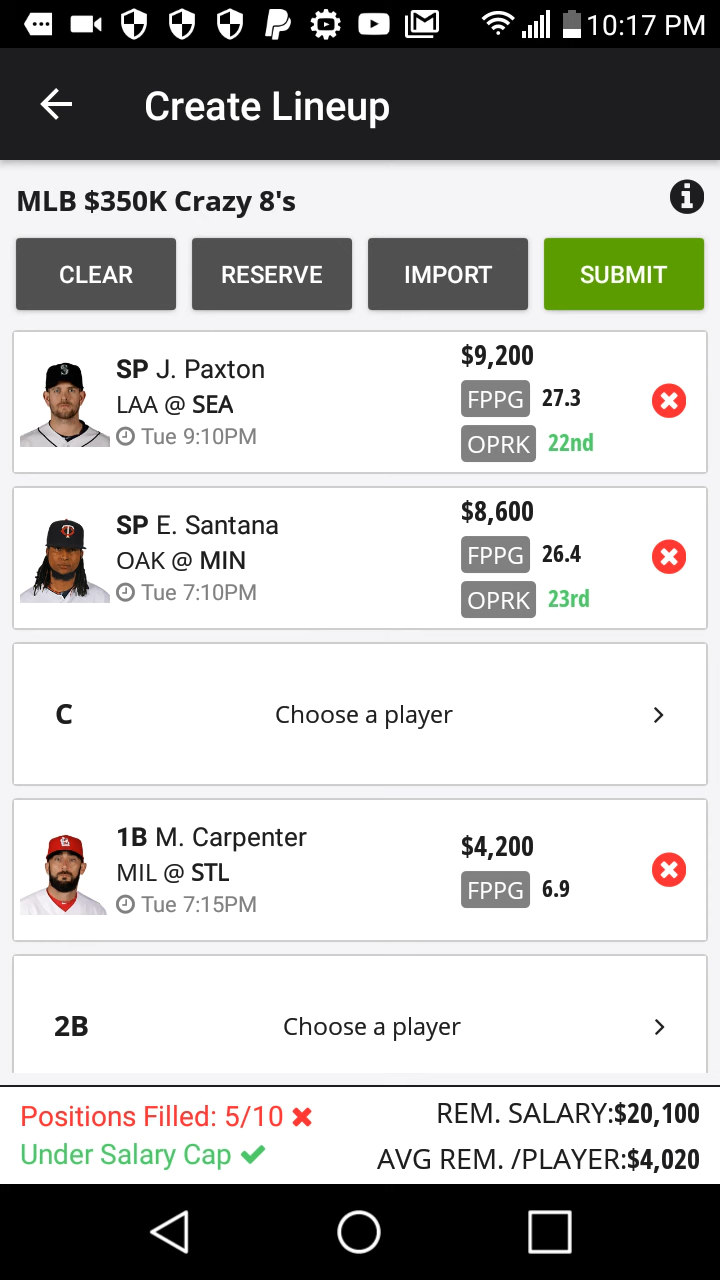 10:17 PM
Create Lineup
MLB $350K Crazy 8's
CLEAR RESERVE IMPORT SUBMIT
SP J. Paxton
LAA @ SEA
Tue 9:10PM
$9,200
FPPG 27.3
OPRK 22nd
SP E. Santana
OAK @ MIN
Tue 7:10PM
$8,600
FPPG 26.4
OPRK 23rd
C Choose a player
1B M. Carpenter
MIL @ STL
Tue 7:15PM
$4,200
FPPG 6.9
2B Choose a player
Positions Filled: 5/10
Under Salary Cap
REM. SALARY:$20,100
AVG REM. /PLAYER:$4,020